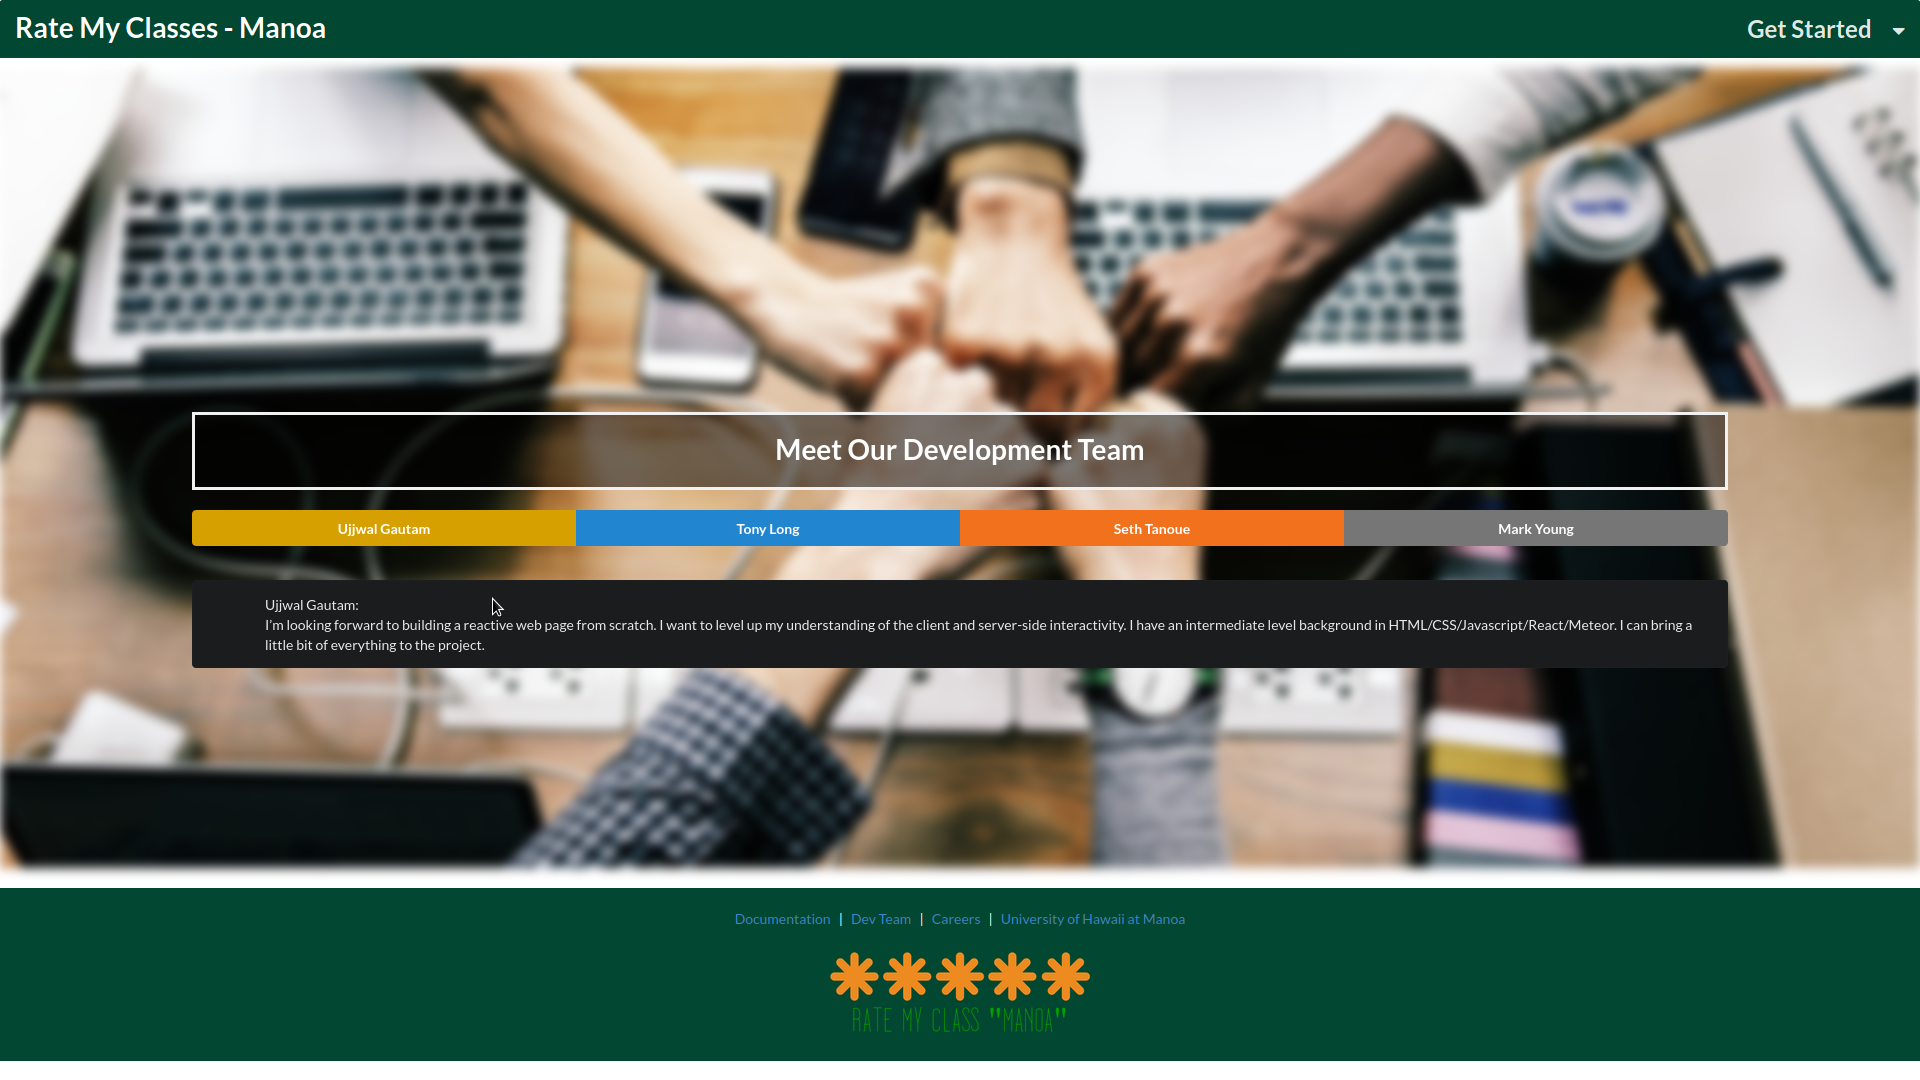 Rate My Classes - Manoa
Get Started
Meet Our Development Team
Ujjwal Gautam
Tony Long
Seth Tanoue
Mark Young
Ujjwal Gautam:
I'm looking forward to building a reactive web page from scratch. I want to level up my understanding of the client and server-side interactivity. I have an intermediate level background in HTML/CSS/Javascript/React/Meteor. I can bring a
little bit of everything to the project.
Documentation | Dev Team | Careers | University of Hawaii at Manoa
RATE MY CLASS "MANOA"